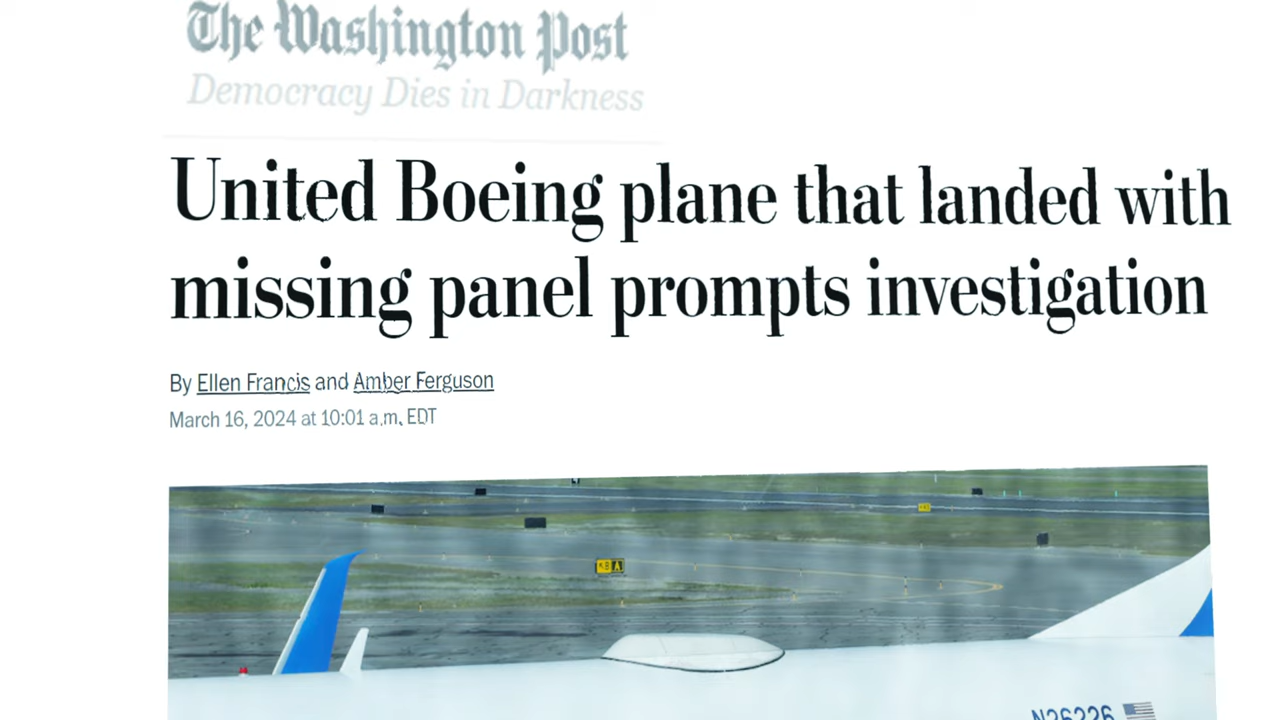 The Washington Post
Democracy Dies in Darkness
United Boeing plane that landed with
missing panel prompts investigation
By Ellen Francis and Amber Ferguson
March 16, 2024 at 10:01 a.m. EDT